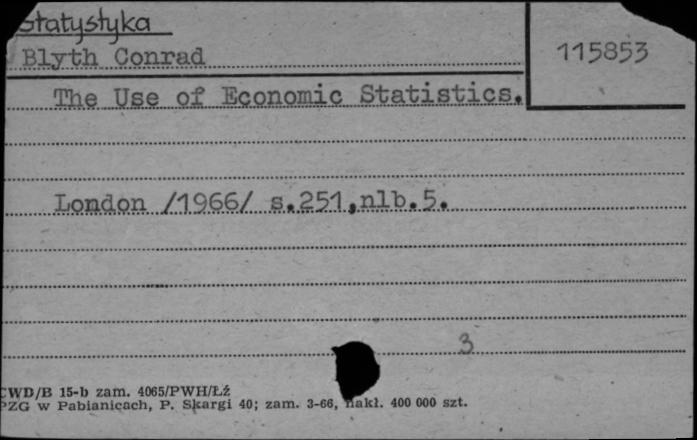 Statystyka
Blyth Conrad
115853
The Use of Economic Statistics.
London /1966/ s.251,nlb.5.
3
CWD/B 15-b zam. 4065/PWH/Łź
PZG w Pabianicach, P. Skargi 40; zam. 3-66, nakł. 400 000 szt.